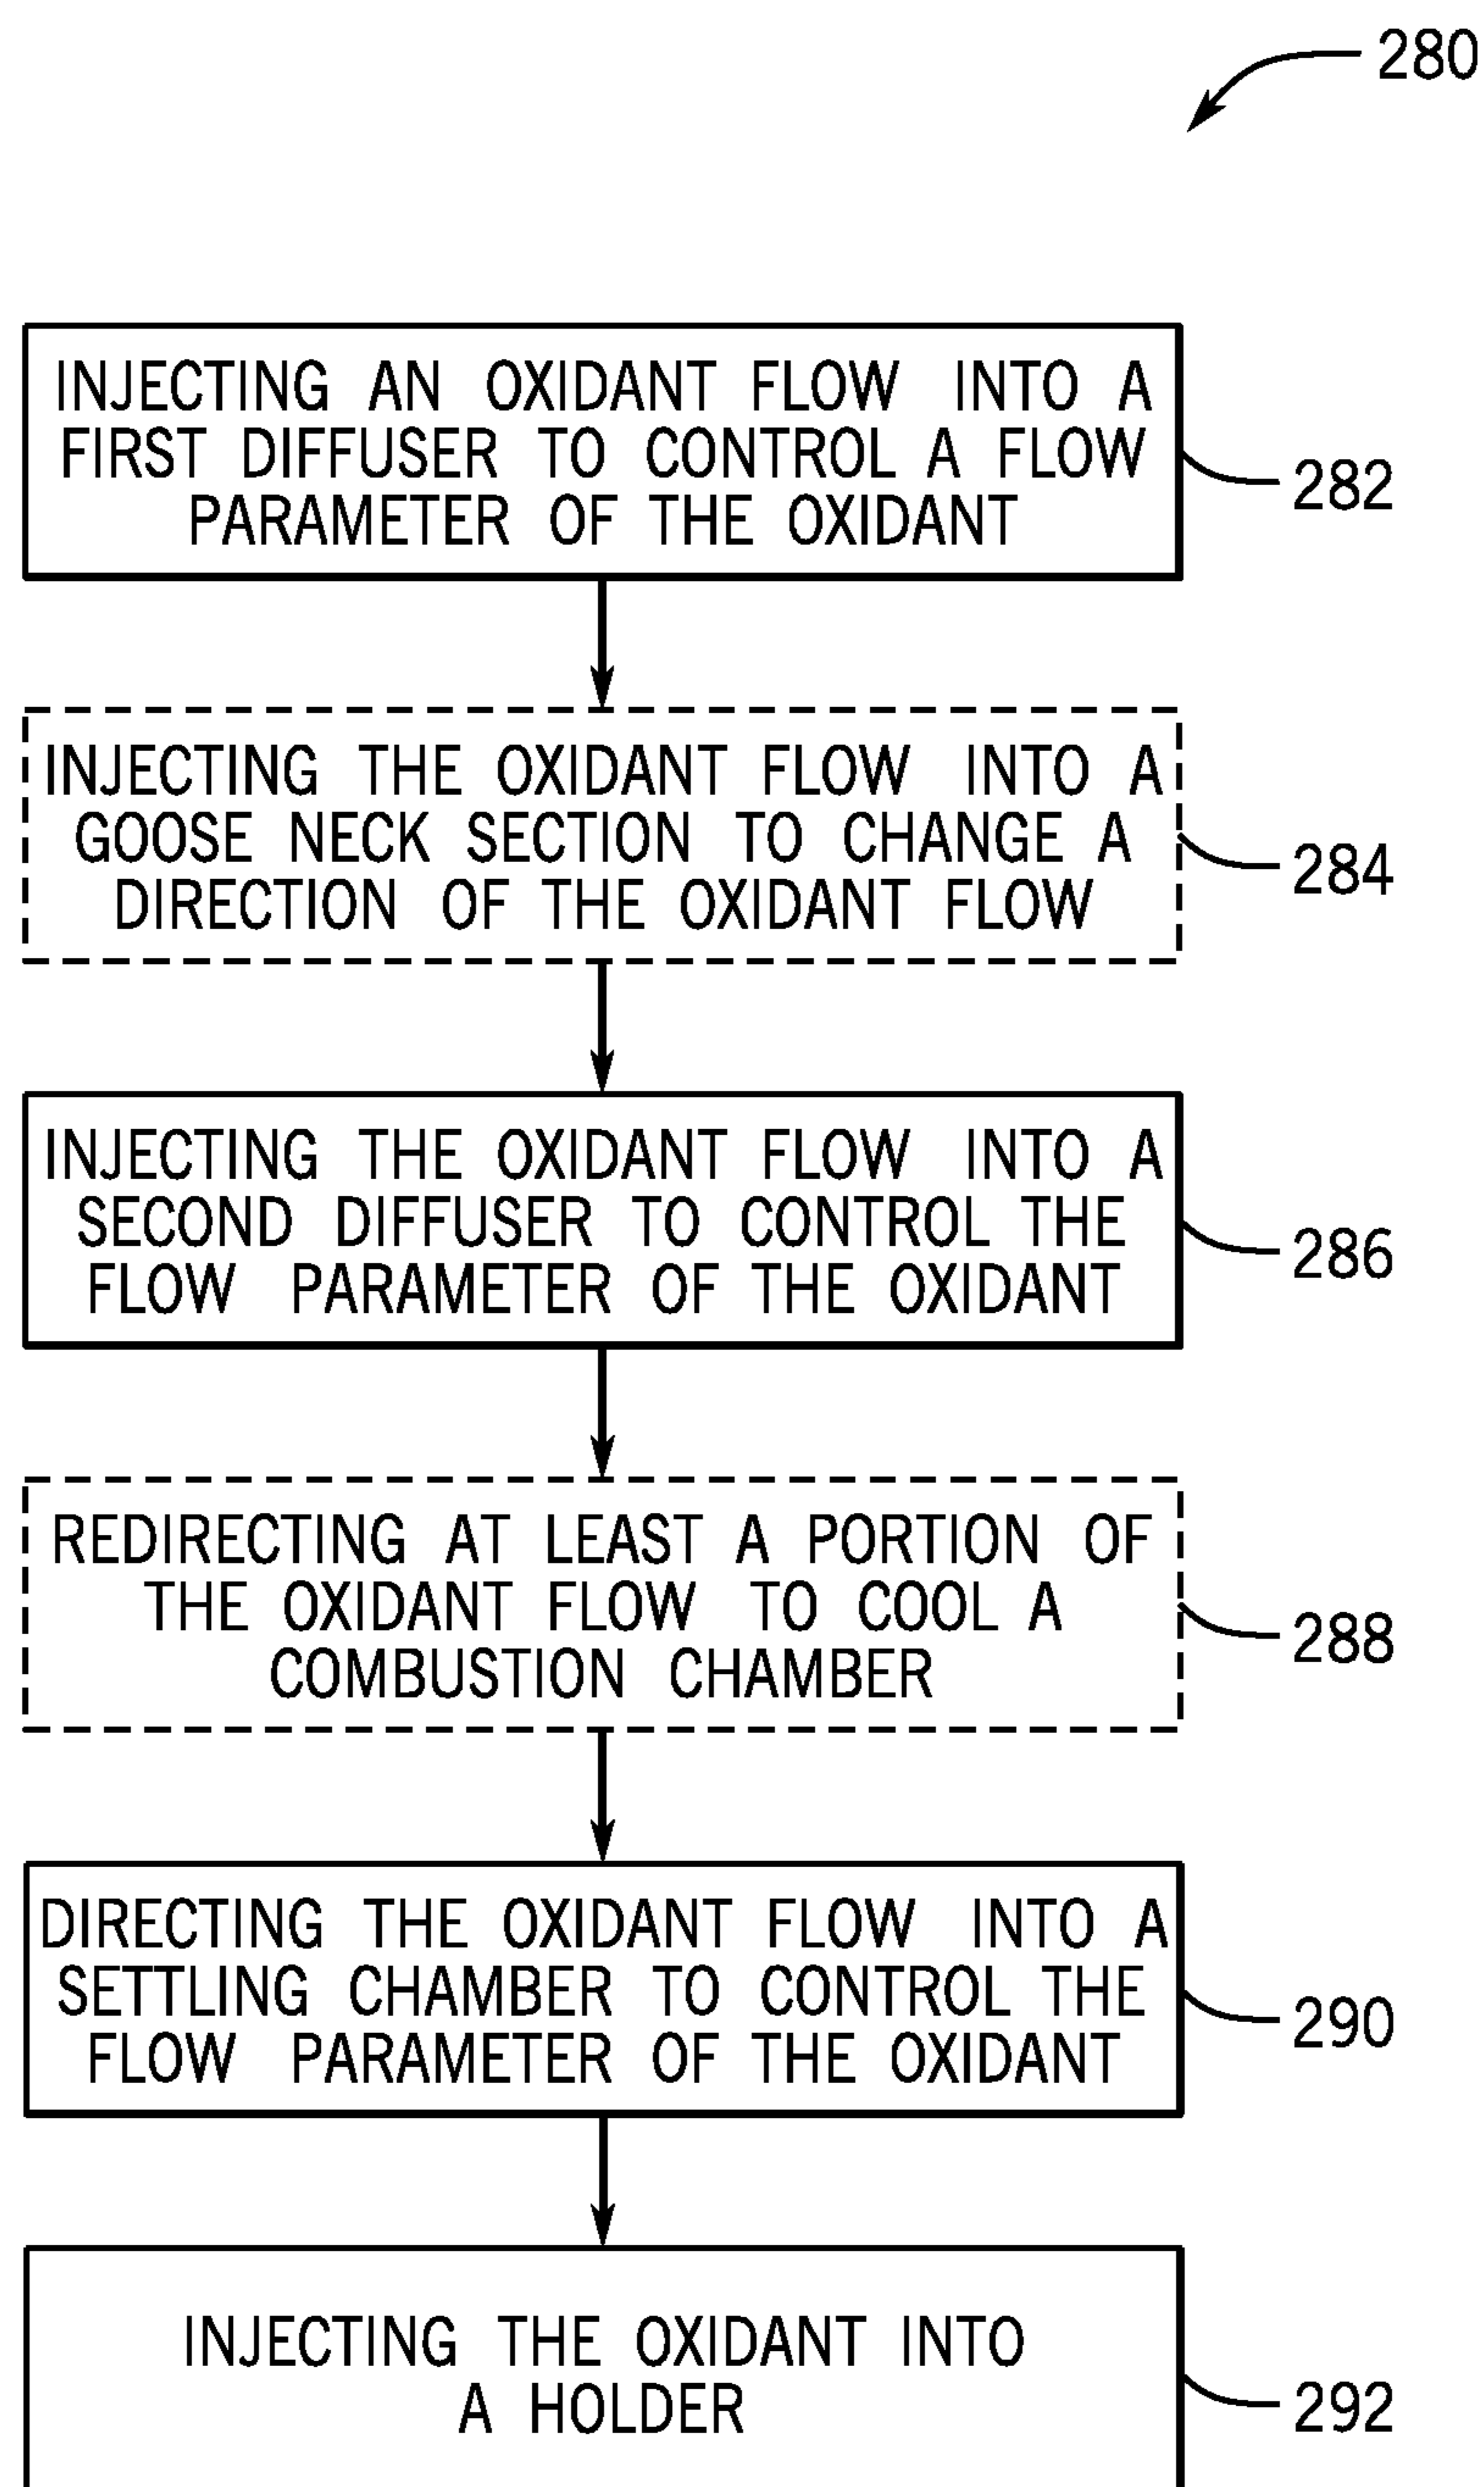 280
INJECTING AN OXIDANT FLOW INTO A
FIRST DIFFUSER TO CONTROL A FLOW
PARAMETER OF THE OXIDANT
282
INJECTING THE OXIDANT FLOW INTO A
GOOSE NECK SECTION TO CHANGE A
DIRECTION OF THE OXIDANT FLOW
284
INJECTING THE OXIDANT FLOW INTO A
SECOND DIFFUSER TO CONTROL THE
FLOW PARAMETER OF THE OXIDANT
286
REDIRECTING AT LEAST A PORTION OF
THE OXIDANT FLOW TO COOL A
COMBUSTION CHAMBER
288
DIRECTING THE OXIDANT FLOW INTO A
SETTLING CHAMBER TO CONTROL THE
FLOW PARAMETER OF THE OXIDANT
290
INJECTING THE OXIDANT INTO
A HOLDER
292